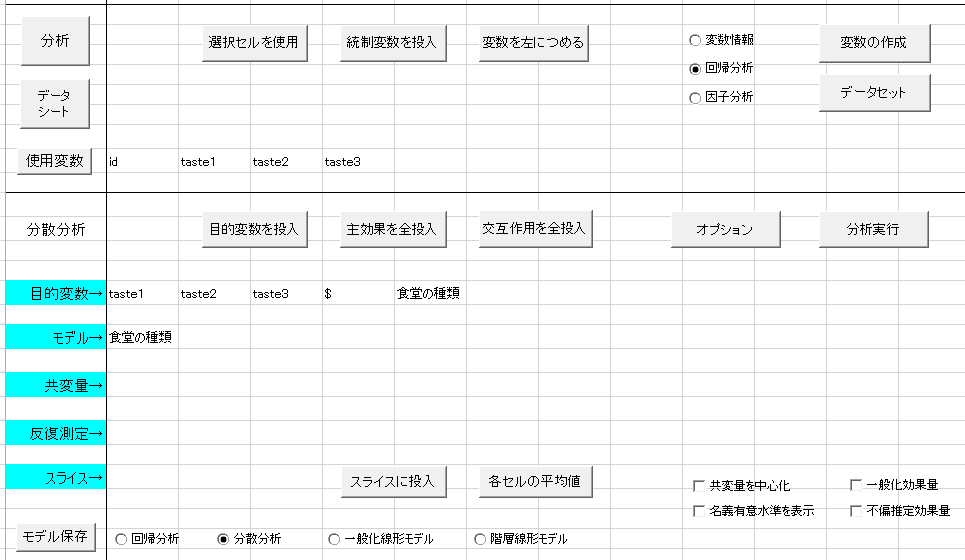 分析 選択セルを使用 統制変数を投入 変数を左につめる 変数情報 変数の作成
回帰分析
データ
シート
因子分析 データセット
使用変数 id taste1 taste2 taste3
分散分析 目的変数を投入 主効果を全投入 交互作用を全投入 オプション 分析実行
目的変数→ taste1 taste2 taste3 $ 食堂の種類
モデル→ 食堂の種類
共変量→
反復測定→
スライス→ スライスに投入 各セルの平均値 共変量を中心化 一般化効果量
名義有意水準を表示 不偏推定効果量
モデル保存 回帰分析 分散分析 一般化線形モデル 階層線形モデル